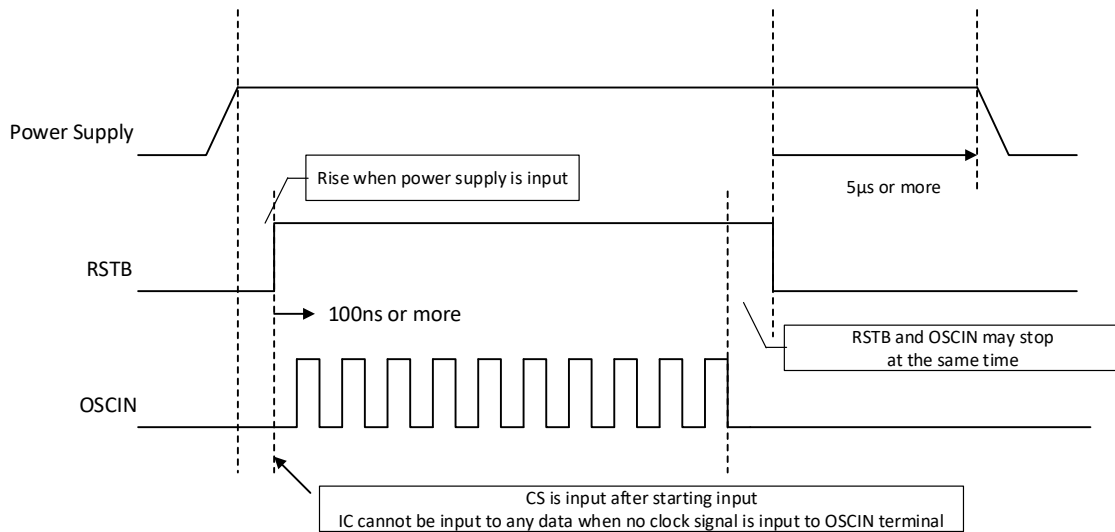 Power Supply
Rise when power supply is input
5µs or more
RSTB
100ns or more
RSTB and OSCIN may stop
at the same time
OSCIN
CS is input after starting input
IC cannot be input to any data when no clock signal is input to OSCIN terminal